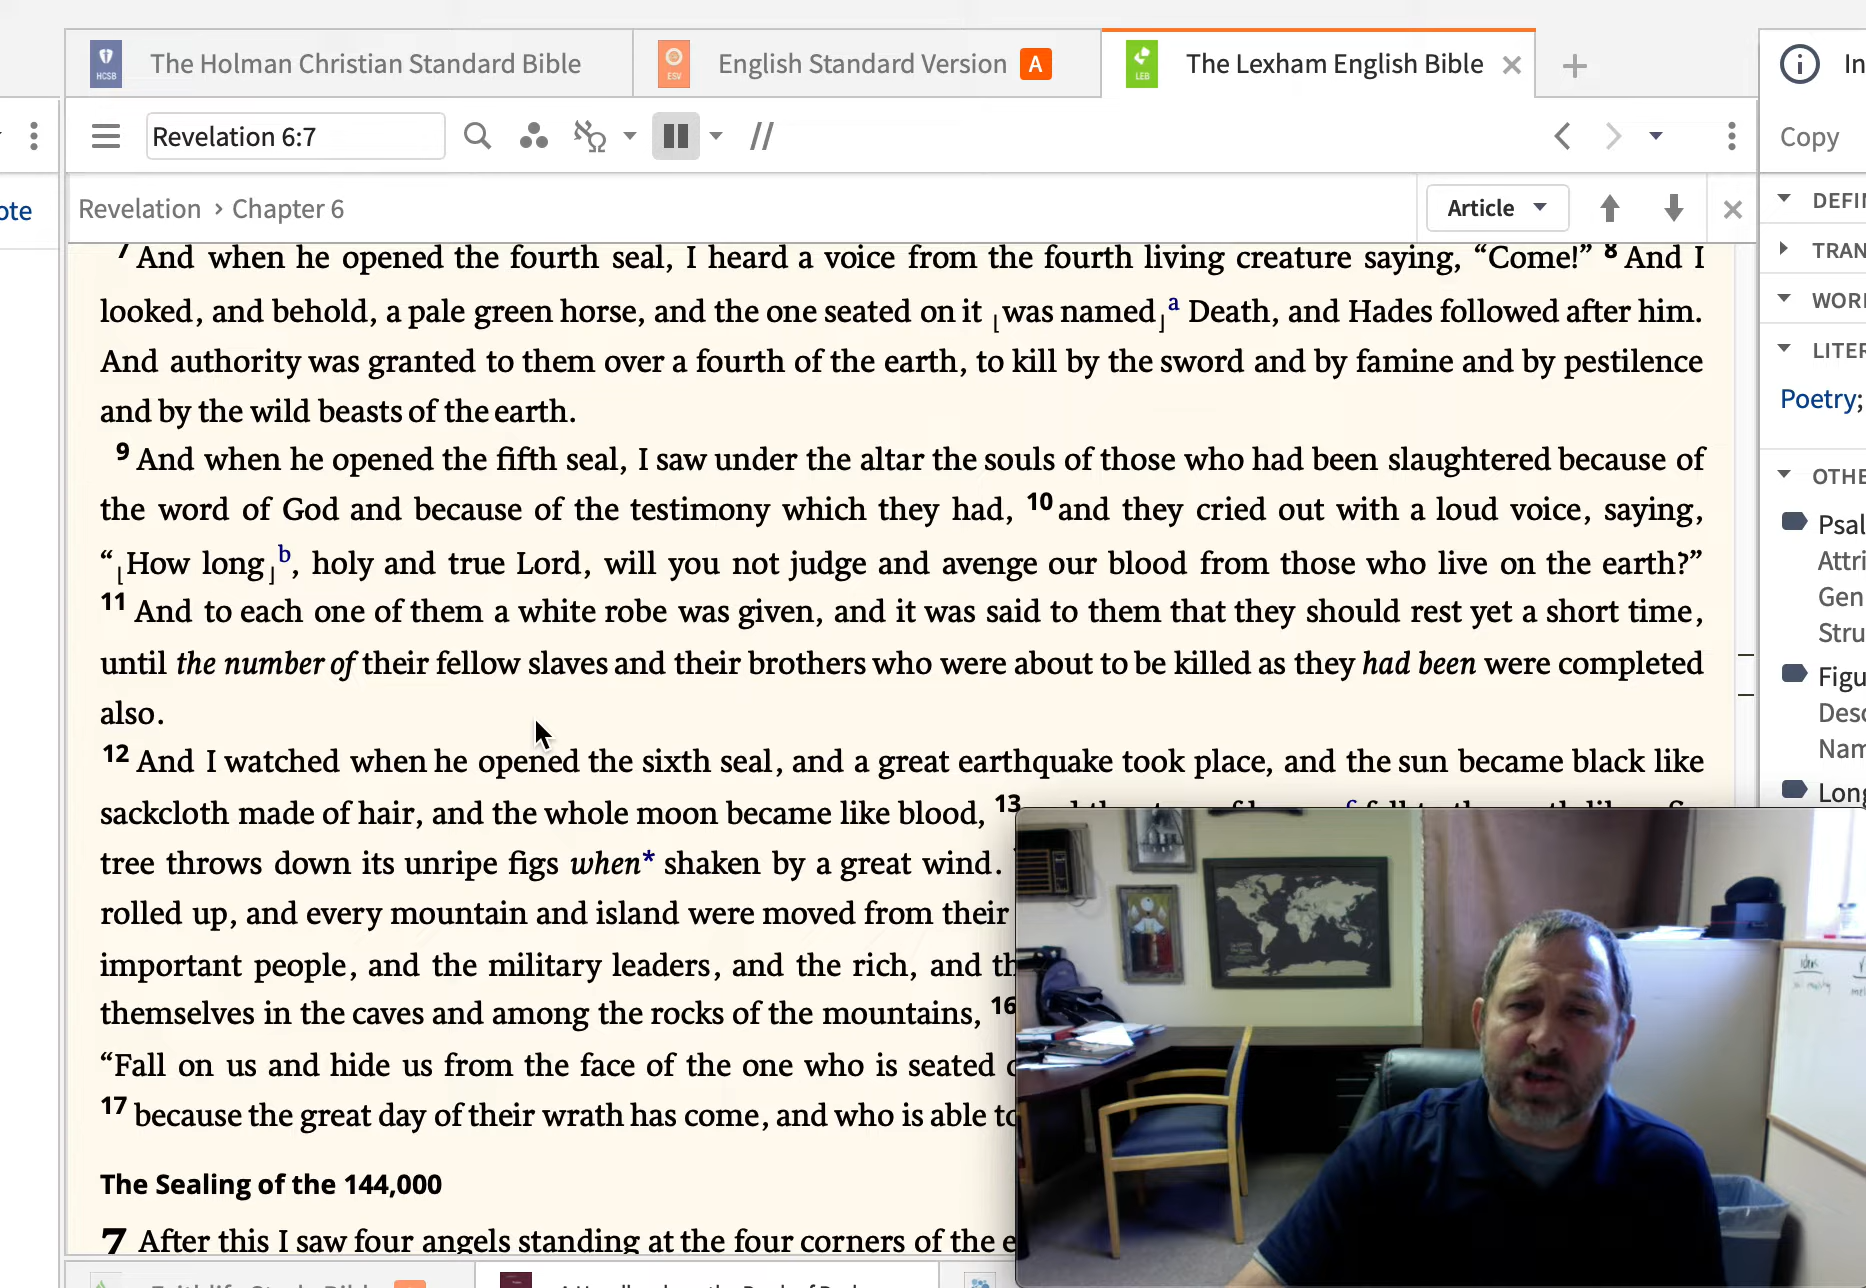 The Holman Christian Standard Bible
English Standard Version A
The Lexham English Bible
HCSB
ESV
LEB
In
Revelation 6:7
Copy
ote
Revelation › Chapter 6
Article
7 And when he opened the fourth seal, I heard a voice from the fourth living creature saying, “Come!” 8 And I
looked, and behold, a pale green horse, and the one seated on it ⌊was named⌋a Death, and Hades followed after him.
And authority was granted to them over a fourth of the earth, to kill by the sword and by famine and by pestilence
and by the wild beasts of the earth.
9 And when he opened the fifth seal, I saw under the altar the souls of those who had been slaughtered because of
the word of God and because of the testimony which they had, 10 and they cried out with a loud voice, saying,
“⌊How long⌋b, holy and true Lord, will you not judge and avenge our blood from those who live on the earth?”
11 And to each one of them a white robe was given, and it was said to them that they should rest yet a short time,
until the number of their fellow slaves and their brothers who were about to be killed as they had been were completed
also.
12 And I watched when he opened the sixth seal, and a great earthquake took place, and the sun became black like
sackcloth made of hair, and the whole moon became like blood, 13
tree throws down its unripe figs when* shaken by a great wind.
rolled up, and every mountain and island were moved from their
important people, and the military leaders, and the rich, and th
themselves in the caves and among the rocks of the mountains, 16
“Fall on us and hide us from the face of the one who is seated o
17 because the great day of their wrath has come, and who is able to
The Sealing of the 144,000
7 After this I saw four angels standing at the four corners of the e
DEFIN
TRAN
WOR
LITER
Poetry;
OTHE
Psal
Attri
Gen
Stru
Figu
Desc
Nam
Long